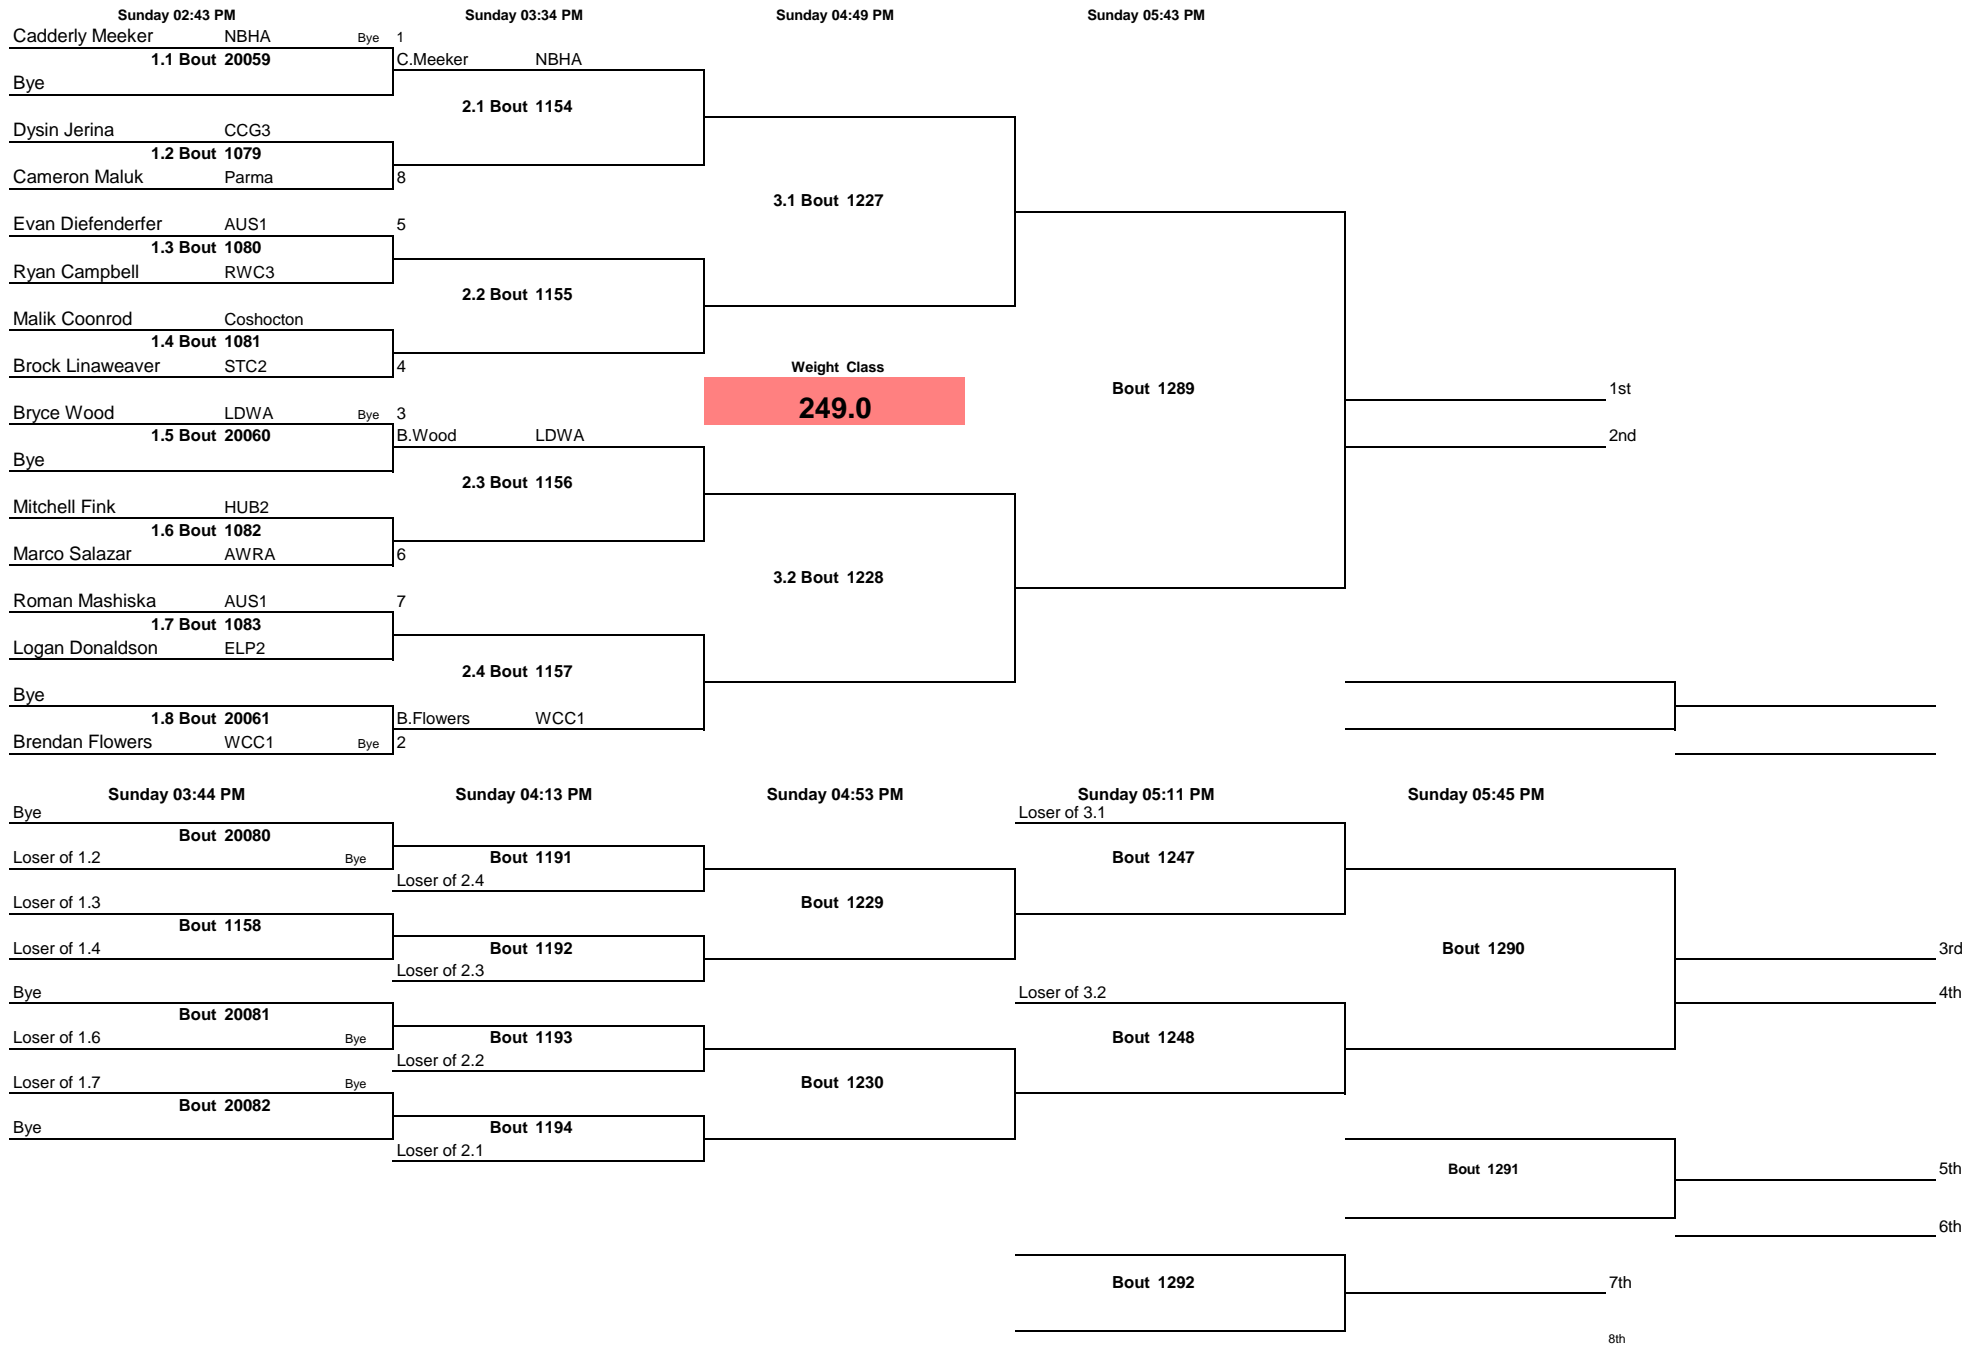 Sunday 02:43 PM Sunday 03:34 PM Sunday 04:49 PM Sunday 05:43 PM
Cadderly Meeker NBHA Bye 1
1.1 Bout 20059 C.Meeker NBHA
Bye
2.1 Bout 1154
Dysin Jerina CCG3
1.2 Bout 1079
Cameron Maluk Parma 8
3.1 Bout 1227
Evan Diefenderfer AUS1 5
1.3 Bout 1080
Ryan Campbell RWC3
2.2 Bout 1155
Malik Coonrod Coshocton
1.4 Bout 1081
Brock Linaweaver STC2 4
Weight Class
Bout 1289 1st
249.0
Bryce Wood LDWA Bye 3
1.5 Bout 20060 B.Wood LDWA 2nd
Bye
2.3 Bout 1156
Mitchell Fink HUB2
1.6 Bout 1082
Marco Salazar AWRA 6
3.2 Bout 1228
Roman Mashiska AUS1 7
1.7 Bout 1083
Logan Donaldson ELP2
2.4 Bout 1157
Bye
1.8 Bout 20061 B.Flowers WCC1
Brendan Flowers WCC1 Bye 2
Sunday 03:44 PM Sunday 04:13 PM Sunday 04:53 PM Sunday 05:11 PM Sunday 05:45 PM
Bye Loser of 3.1
Bout 20080
Loser of 1.2 Bye Bout 1191 Bout 1247
Loser of 2.4
Loser of 1.3 Bout 1229
Bout 1158
Loser of 1.4 Bout 1192 Bout 1290 3rd
Loser of 2.3
Bye Loser of 3.2 4th
Bout 20081
Loser of 1.6 Bye Bout 1193 Bout 1248
Loser of 2.2
Loser of 1.7 Bye Bout 1230
Bout 20082
Bye Bout 1194
Loser of 2.1
Bout 1291 5th
6th
Bout 1292 7th
8th